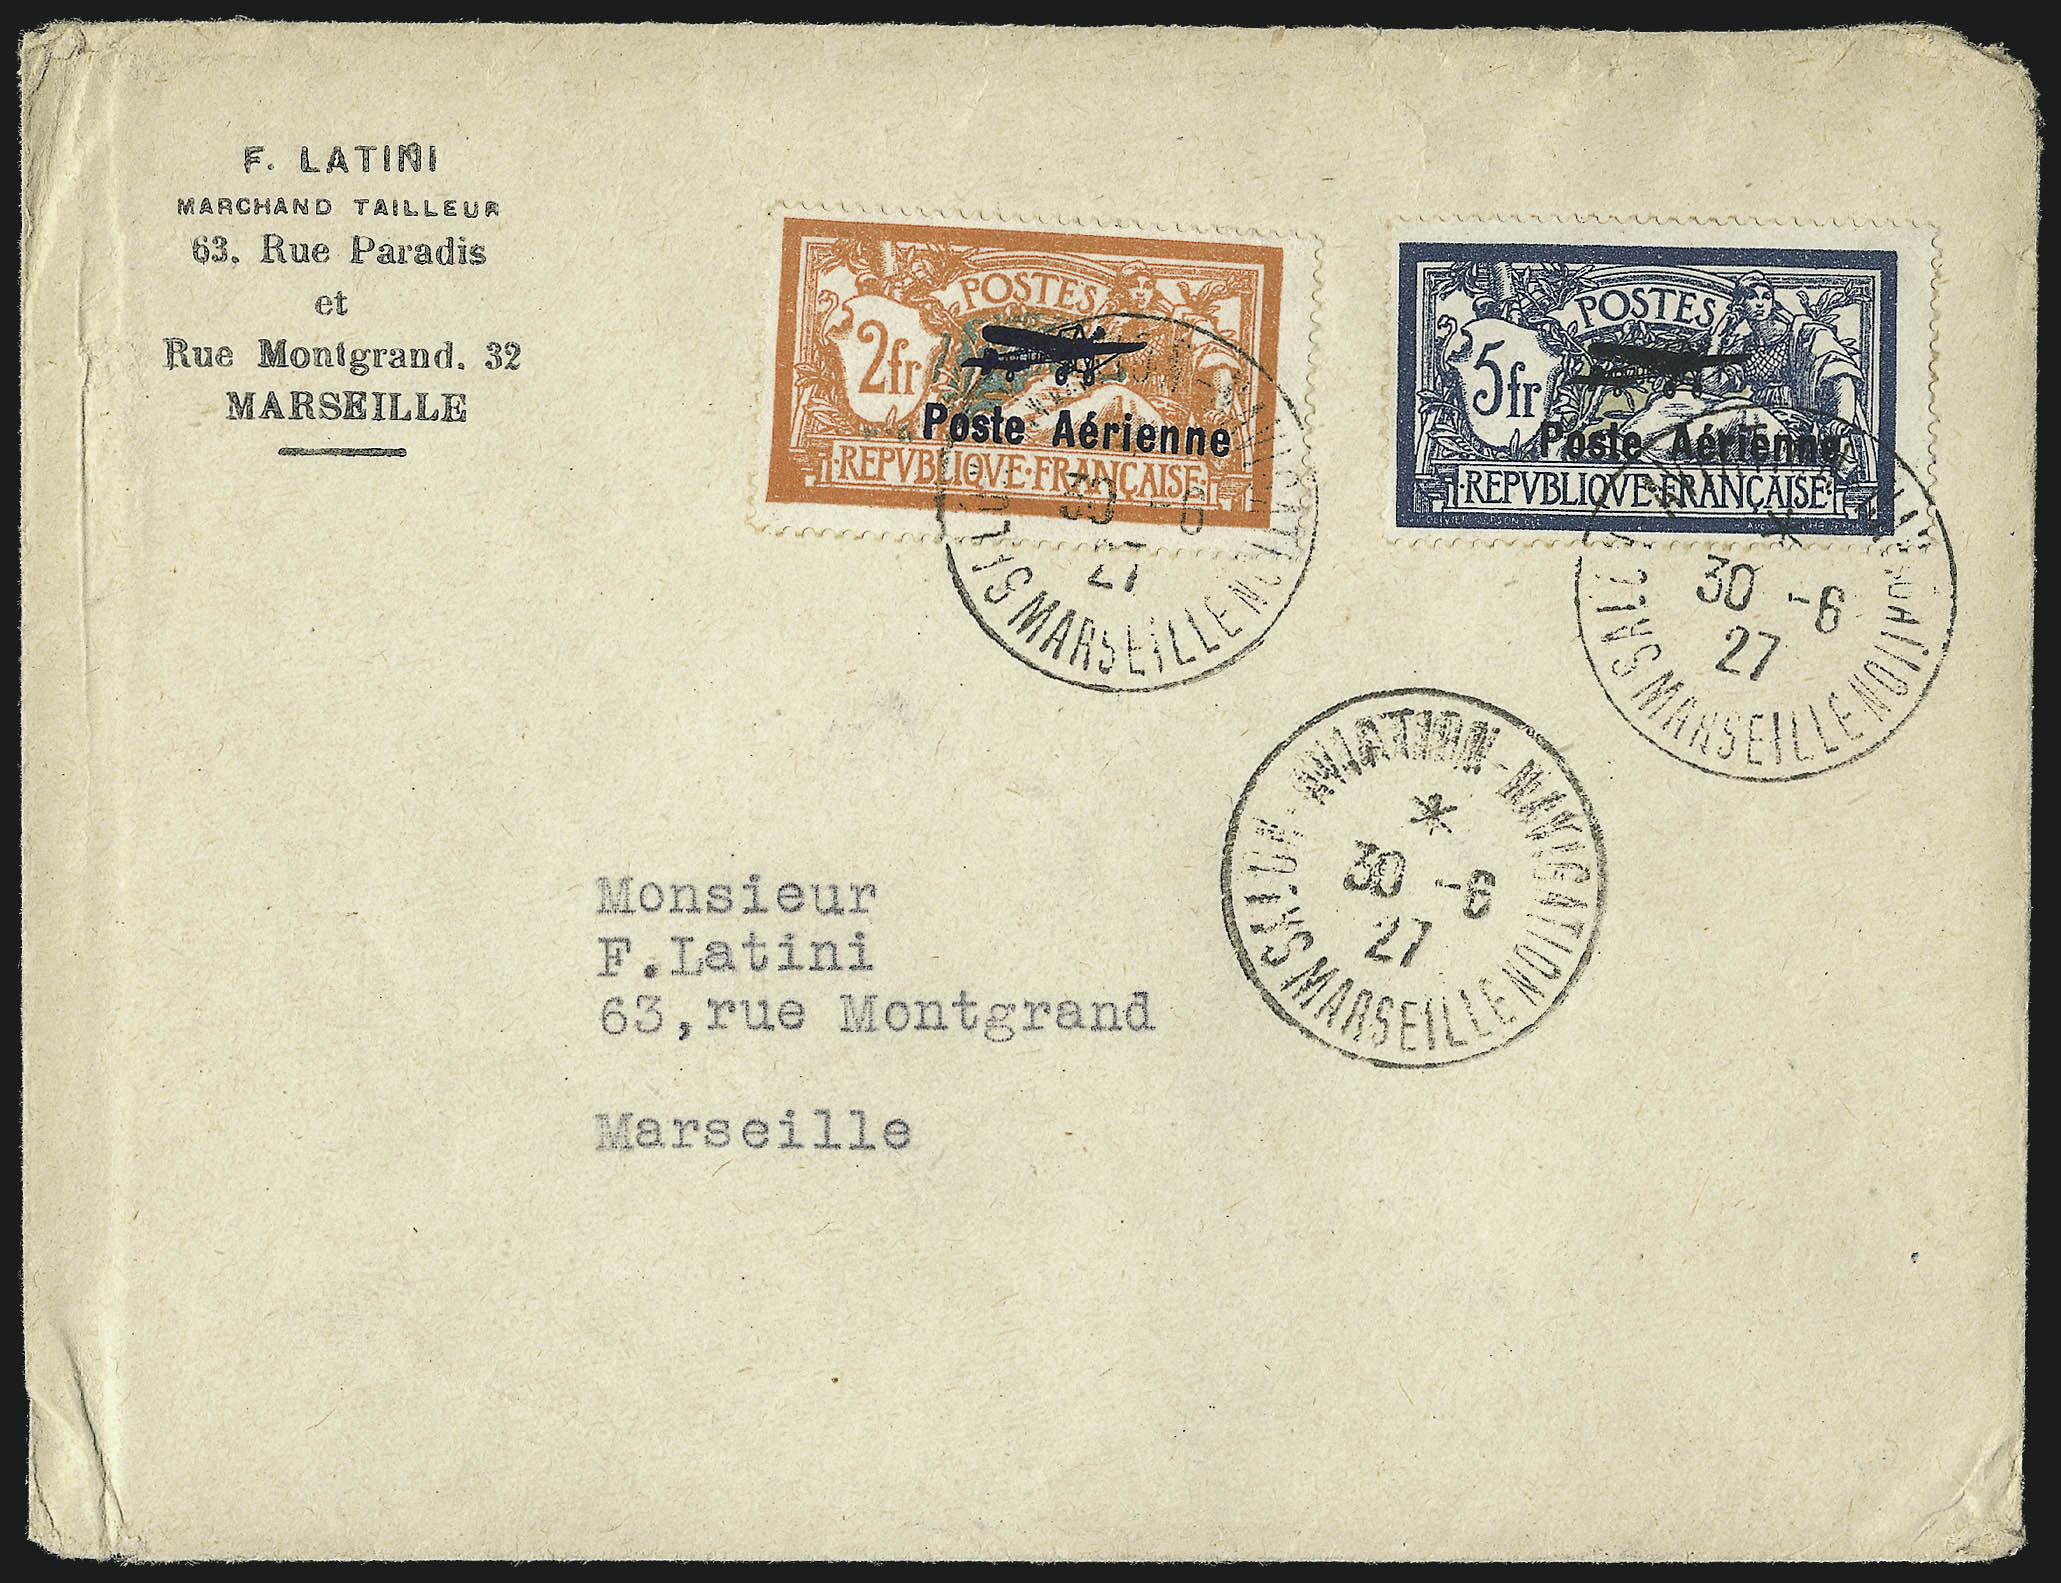 F. LATINI
MARCHAND TAILLEUR
63. Rue Paradis
et
Rue Montgrand. 32
MARSEILLE
POSTES
2fr
Poste Aérienne
·REPVBLIQVE·FRANÇAISE·
POSTES
5fr
Poste Aérienne
·REPVBLIQVE·FRANÇAISE·
MARSEILLE
30 -6
27
MARSEILLE
30 -6
27
AVIATION-NAVIGATION
*
30 -6
27
MARSEILLE
Monsieur
F.Latini
63,rue Montgrand
Marseille